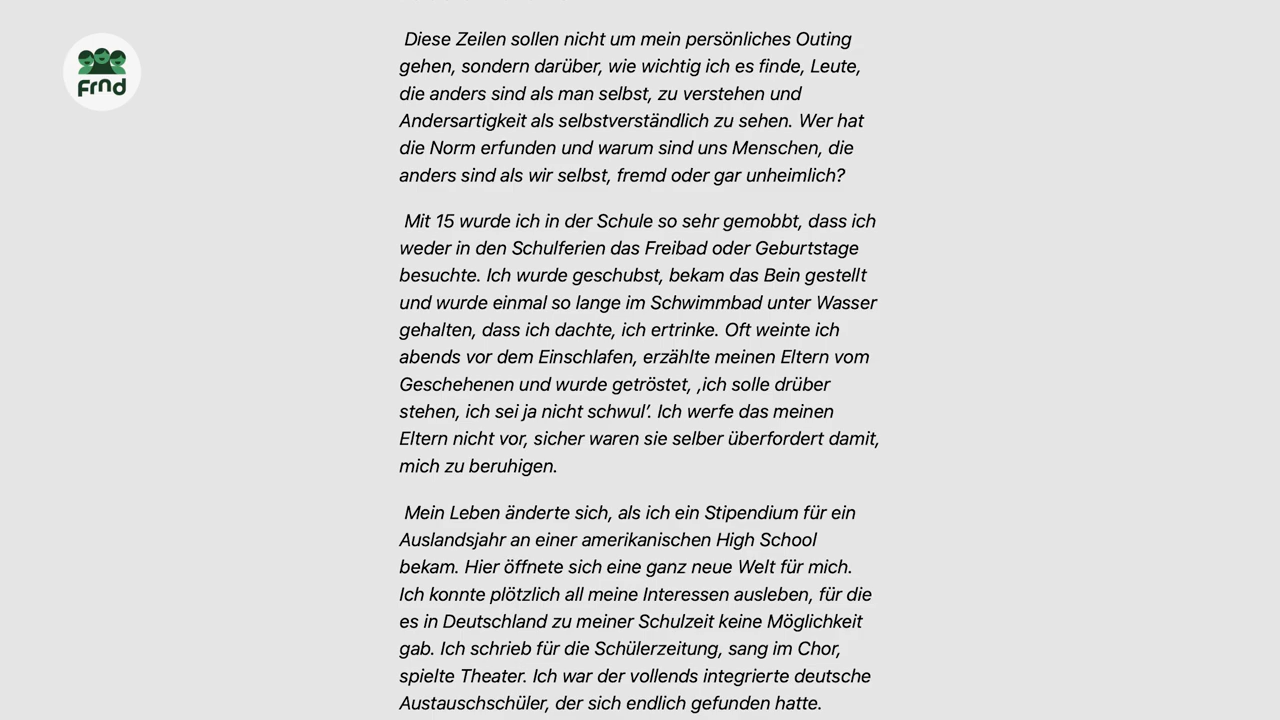 Frnd
Diese Zeilen sollen nicht um mein persönliches Outing
gehen, sondern darüber, wie wichtig ich es finde, Leute,
die anders sind als man selbst, zu verstehen und
Andersartigkeit als selbstverständlich zu sehen. Wer hat
die Norm erfunden und warum sind uns Menschen, die
anders sind als wir selbst, fremd oder gar unheimlich?
Mit 15 wurde ich in der Schule so sehr gemobbt, dass ich
weder in den Schulferien das Freibad oder Geburtstage
besuchte. Ich wurde geschubst, bekam das Bein gestellt
und wurde einmal so lange im Schwimmbad unter Wasser
gehalten, dass ich dachte, ich ertrinke. Oft weinte ich
abends vor dem Einschlafen, erzählte meinen Eltern vom
Geschehenen und wurde getröstet, ‚ich solle drüber
stehen, ich sei ja nicht schwul’. Ich werfe das meinen
Eltern nicht vor, sicher waren sie selber überfordert damit,
mich zu beruhigen.
Mein Leben änderte sich, als ich ein Stipendium für ein
Auslandsjahr an einer amerikanischen High School
bekam. Hier öffnete sich eine ganz neue Welt für mich.
Ich konnte plötzlich all meine Interessen ausleben, für die
es in Deutschland zu meiner Schulzeit keine Möglichkeit
gab. Ich schrieb für die Schülerzeitung, sang im Chor,
spielte Theater. Ich war der vollends integrierte deutsche
Austauschschüler, der sich endlich gefunden hatte.